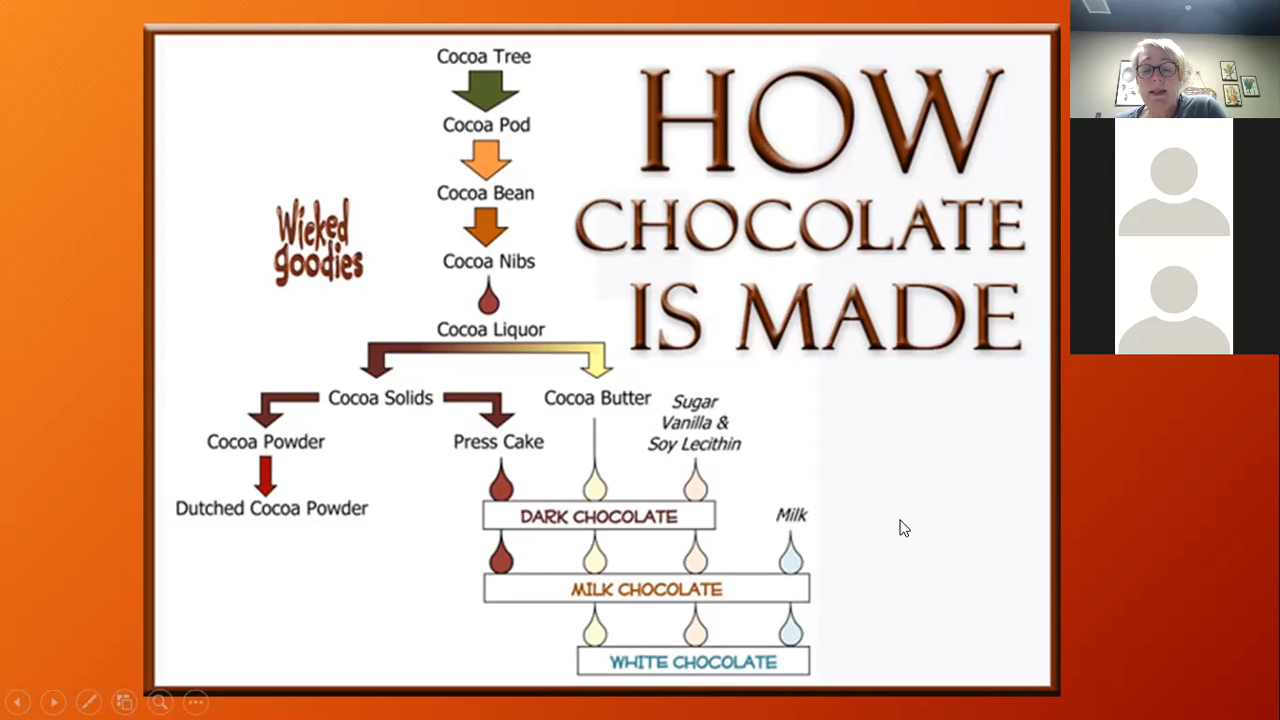 Cocoa Tree
Cocoa Pod
Cocoa Bean
Cocoa Nibs
Cocoa Liquor
HOW
CHOCOLATE
IS MADE
Wicked
goodies
Cocoa Solids
Cocoa Butter
Sugar
Vanilla &
Soy Lecithin
Cocoa Powder
Press Cake
Dutched Cocoa Powder
DARK CHOCOLATE
Milk
MILK CHOCOLATE
WHITE CHOCOLATE